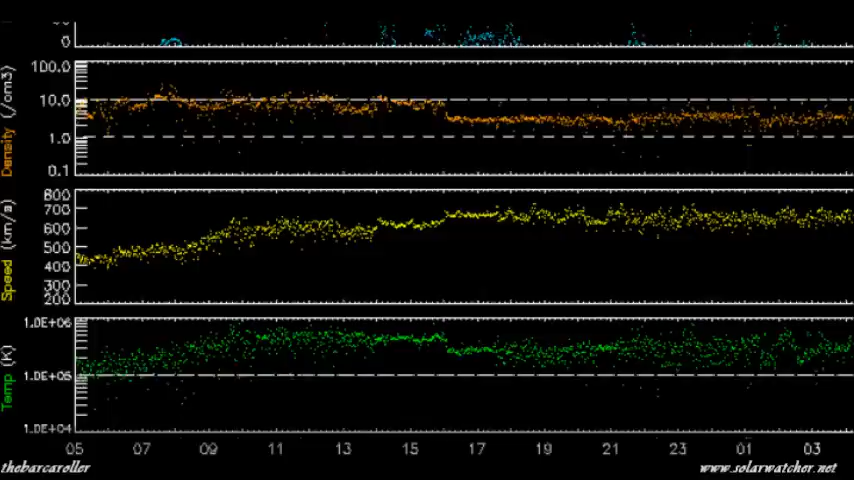 0
100.0
10.0
1.0
0.1
Density (/cm3)
800
700
600
500
400
300
200
Speed (km/s)
1.0E+06
1.0E+05
1.0E+04
Temp (K)
05 07 09 11 13 15 17 19 21 23 01 03
thebarcaroller
www.solarwatcher.net